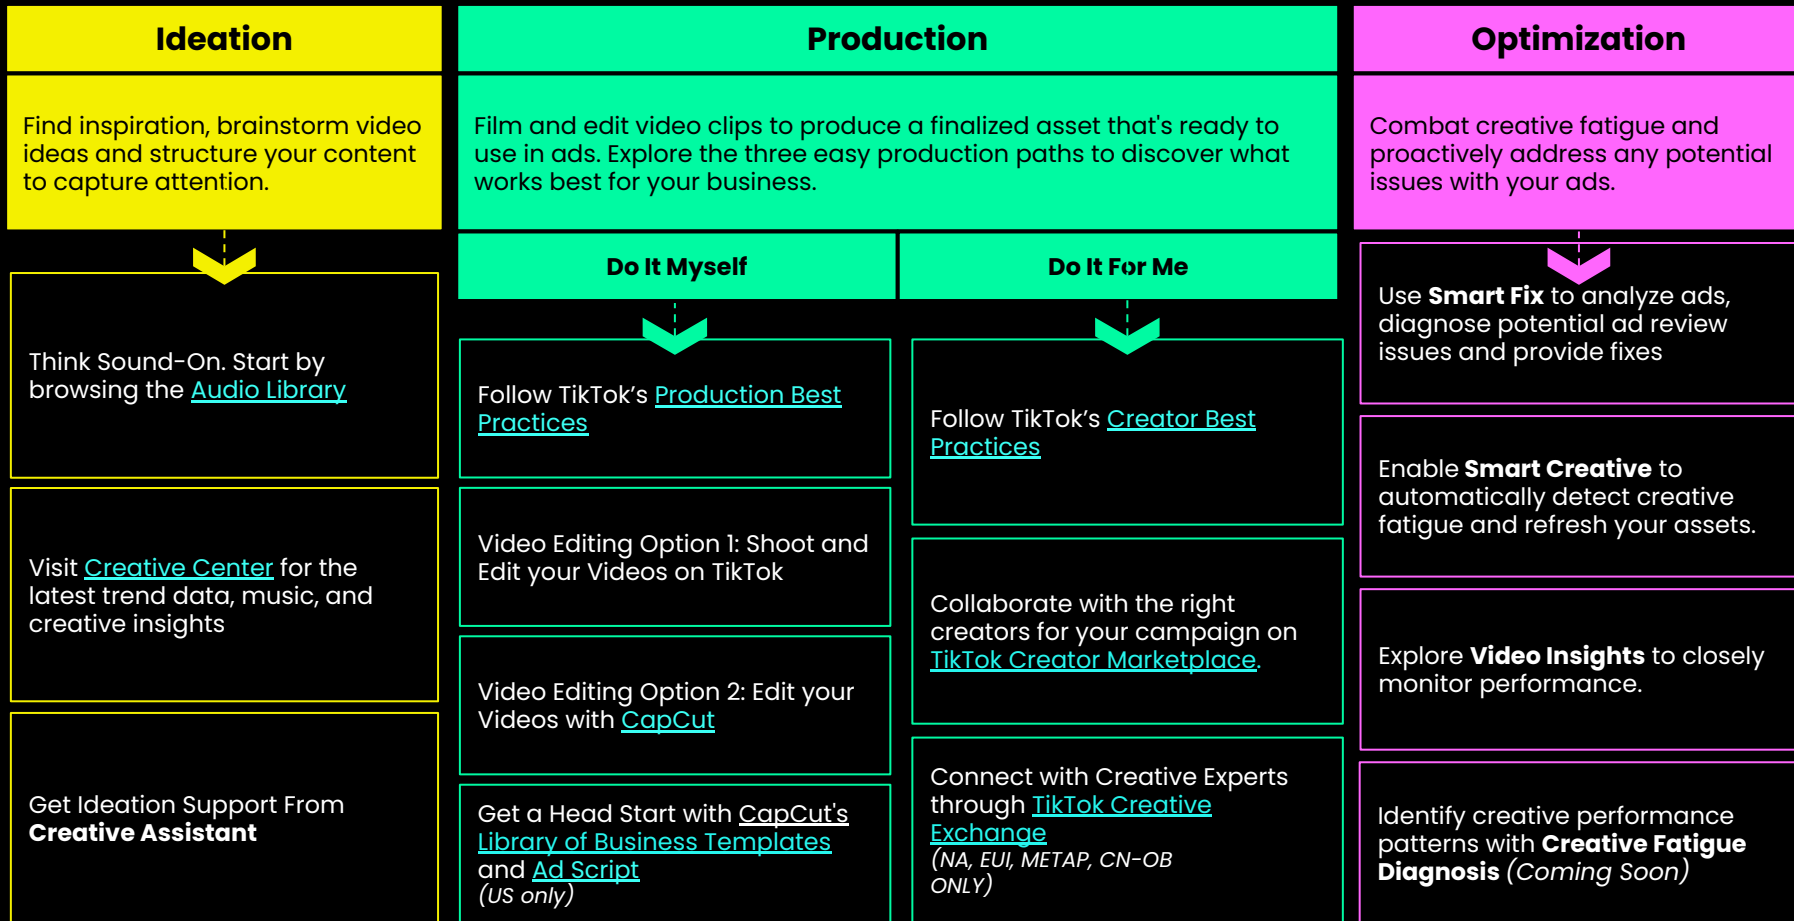 Ideation
Find inspiration, brainstorm video
ideas and structure your content
to capture attention.
Think Sound-On. Start by
browsing the Audio Library
Visit Creative Center for the
latest trend data, music, and
creative insights
Get Ideation Support From
Creative Assistant
Production
Film and edit video clips to produce a finalized asset that's ready to
use in ads. Explore the three easy production paths to discover what
works best for your business.
Do It Myself
Follow TikTok’s Production Best
Practices
Video Editing Option 1: Shoot and
Edit your Videos on TikTok
Video Editing Option 2: Edit your
Videos with CapCut
Get a Head Start with CapCut's
Library of Business Templates
and Ad Script
(US only)
Do It For Me
Follow TikTok’s Creator Best
Practices
Collaborate with the right
creators for your campaign on
TikTok Creator Marketplace.
Connect with Creative Experts
through TikTok Creative
Exchange
(NA, EUI, METAP, CN-OB
ONLY)
Optimization
Combat creative fatigue and
proactively address any potential
issues with your ads.
Use Smart Fix to analyze ads,
diagnose potential ad review
issues and provide fixes
Enable Smart Creative to
automatically detect creative
fatigue and refresh your assets.
Explore Video Insights to closely
monitor performance.
Identify creative performance
patterns with Creative Fatigue
Diagnosis (Coming Soon)